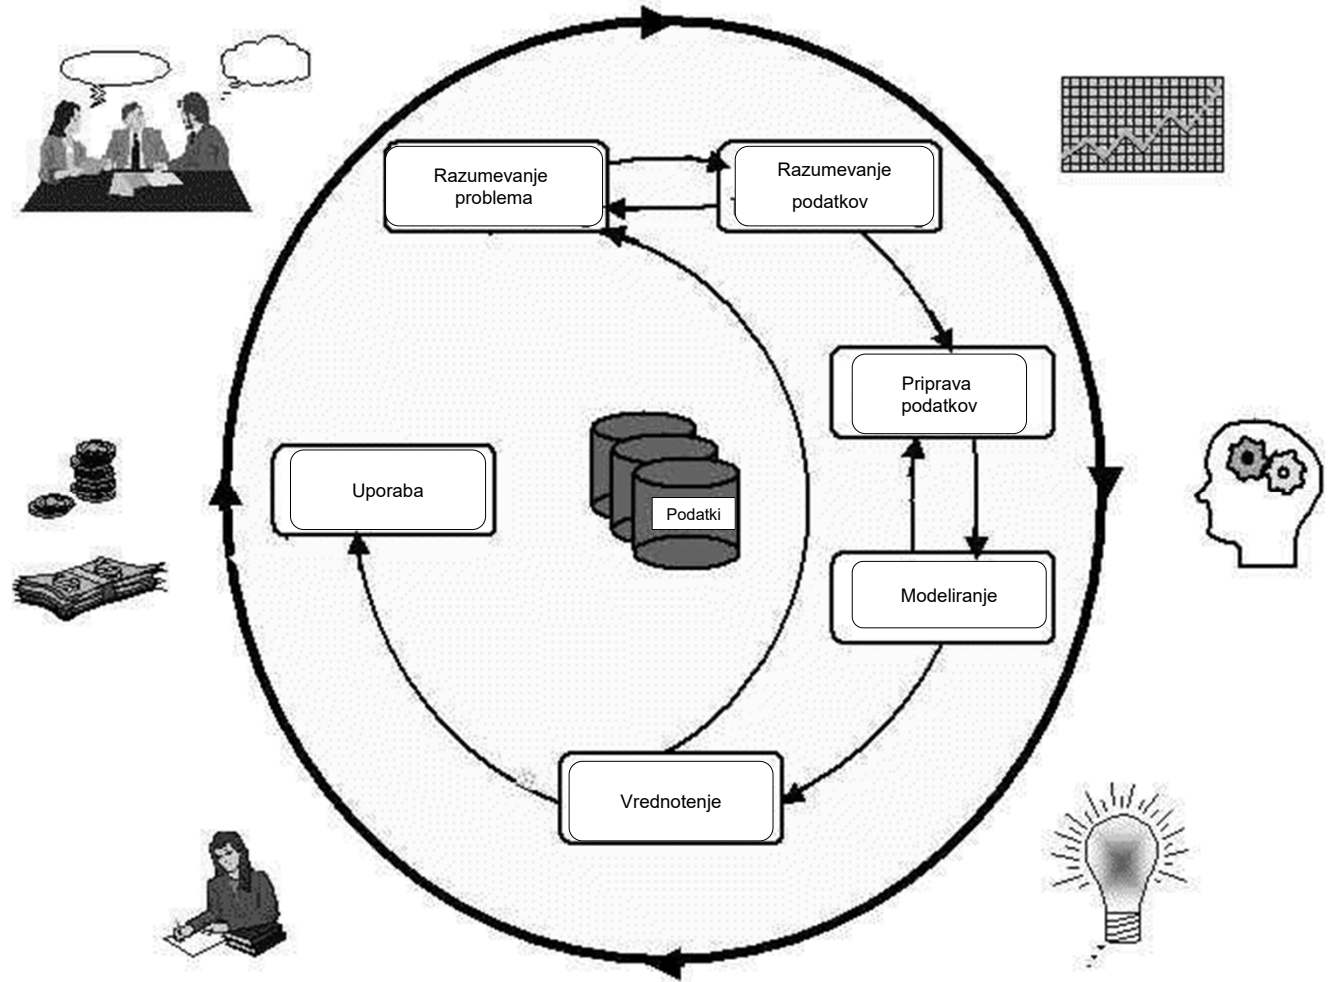 Razumevanje
problema
Razumevanje
podatkov
Priprava
podatkov
Uporaba
Podatki
Modeliranje
Vrednotenje